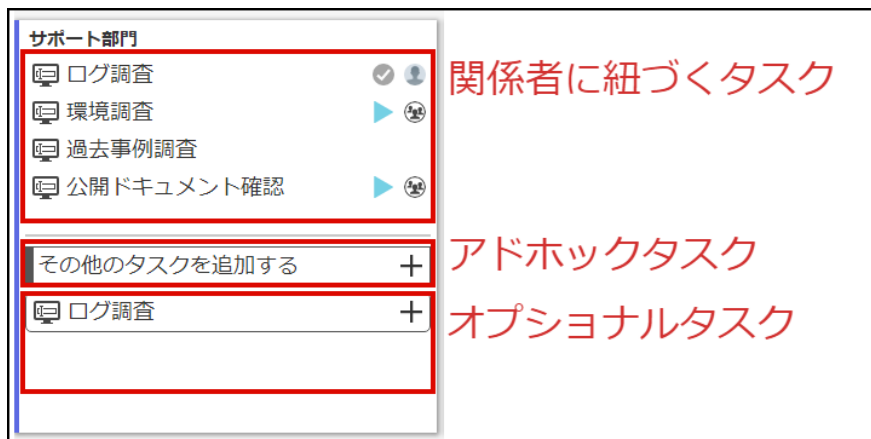 サポート部門
ログ調査
関係者に紐づくタスク
環境調査
過去事例調査
公開ドキュメント確認
その他のタスクを追加する
アドホックタスク
ログ調査
オプショナルタスク